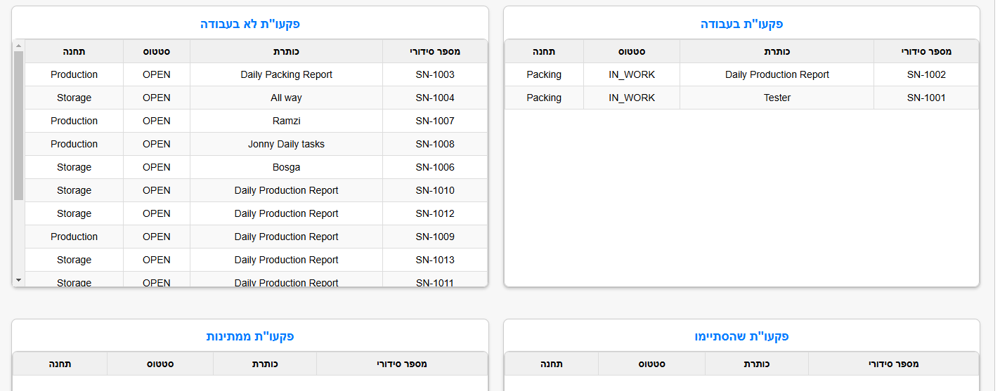 פקעו"ת בעבודה
מספר סידורי כותרת סטטוס תחנה
SN-1002 Daily Production Report IN_WORK Packing
SN-1001 Tester IN_WORK Packing
פקעו"ת לא בעבודה
מספר סידורי כותרת סטטוס תחנה
SN-1003 Daily Packing Report OPEN Production
SN-1004 All way OPEN Storage
SN-1007 Ramzi OPEN Production
SN-1008 Jonny Daily tasks OPEN Production
SN-1006 Bosga OPEN Storage
SN-1010 Daily Production Report OPEN Storage
SN-1012 Daily Production Report OPEN Storage
SN-1009 Daily Production Report OPEN Production
SN-1013 Daily Production Report OPEN Storage
SN-1011 Daily Production Report OPEN Storage
פקעו"ת שהסתיימו
מספר סידורי כותרת סטטוס תחנה
פקעו"ת ממתינות
מספר סידורי כותרת סטטוס תחנה